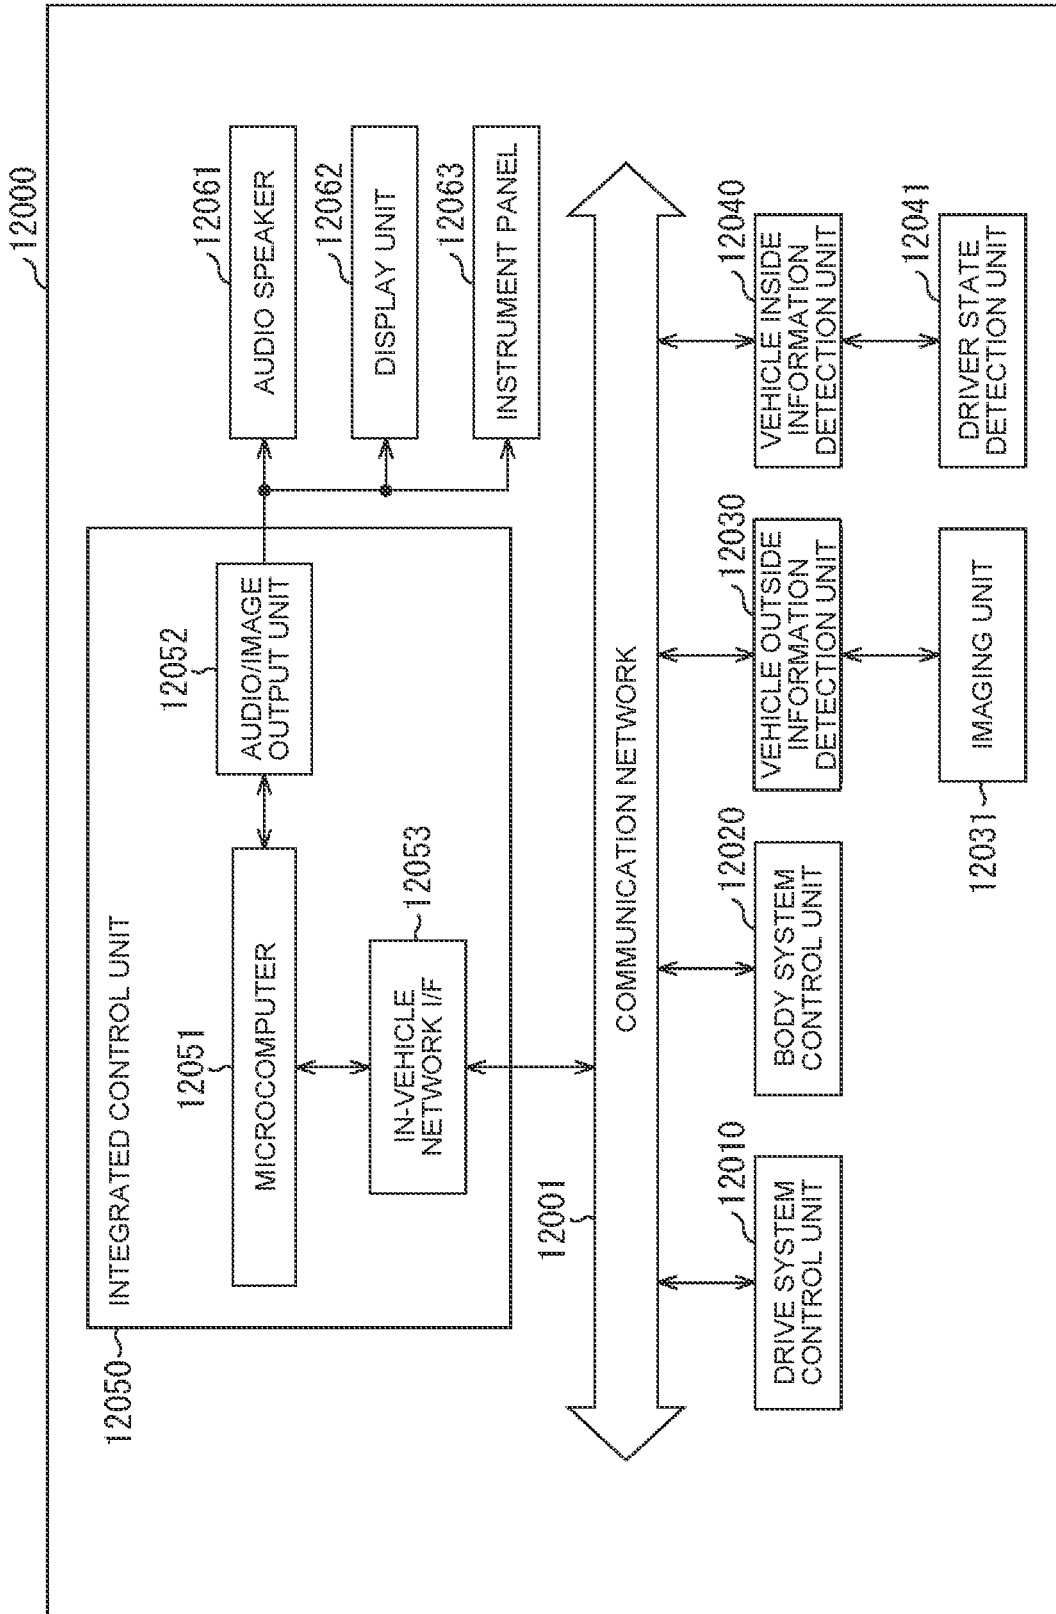 12000
12050
INTEGRATED CONTROL UNIT
12051
MICROCOMPUTER
12052
AUDIO/IMAGE
OUTPUT UNIT
12053
IN-VEHICLE
NETWORK I/F
12061
AUDIO SPEAKER
12062
DISPLAY UNIT
12063
INSTRUMENT PANEL
12001
COMMUNICATION NETWORK
12010
DRIVE SYSTEM
CONTROL UNIT
12020
BODY SYSTEM
CONTROL UNIT
12030
VEHICLE OUTSIDE
INFORMATION
DETECTION UNIT
12040
VEHICLE INSIDE
INFORMATION
DETECTION UNIT
12031
IMAGING UNIT
12041
DRIVER STATE
DETECTION UNIT